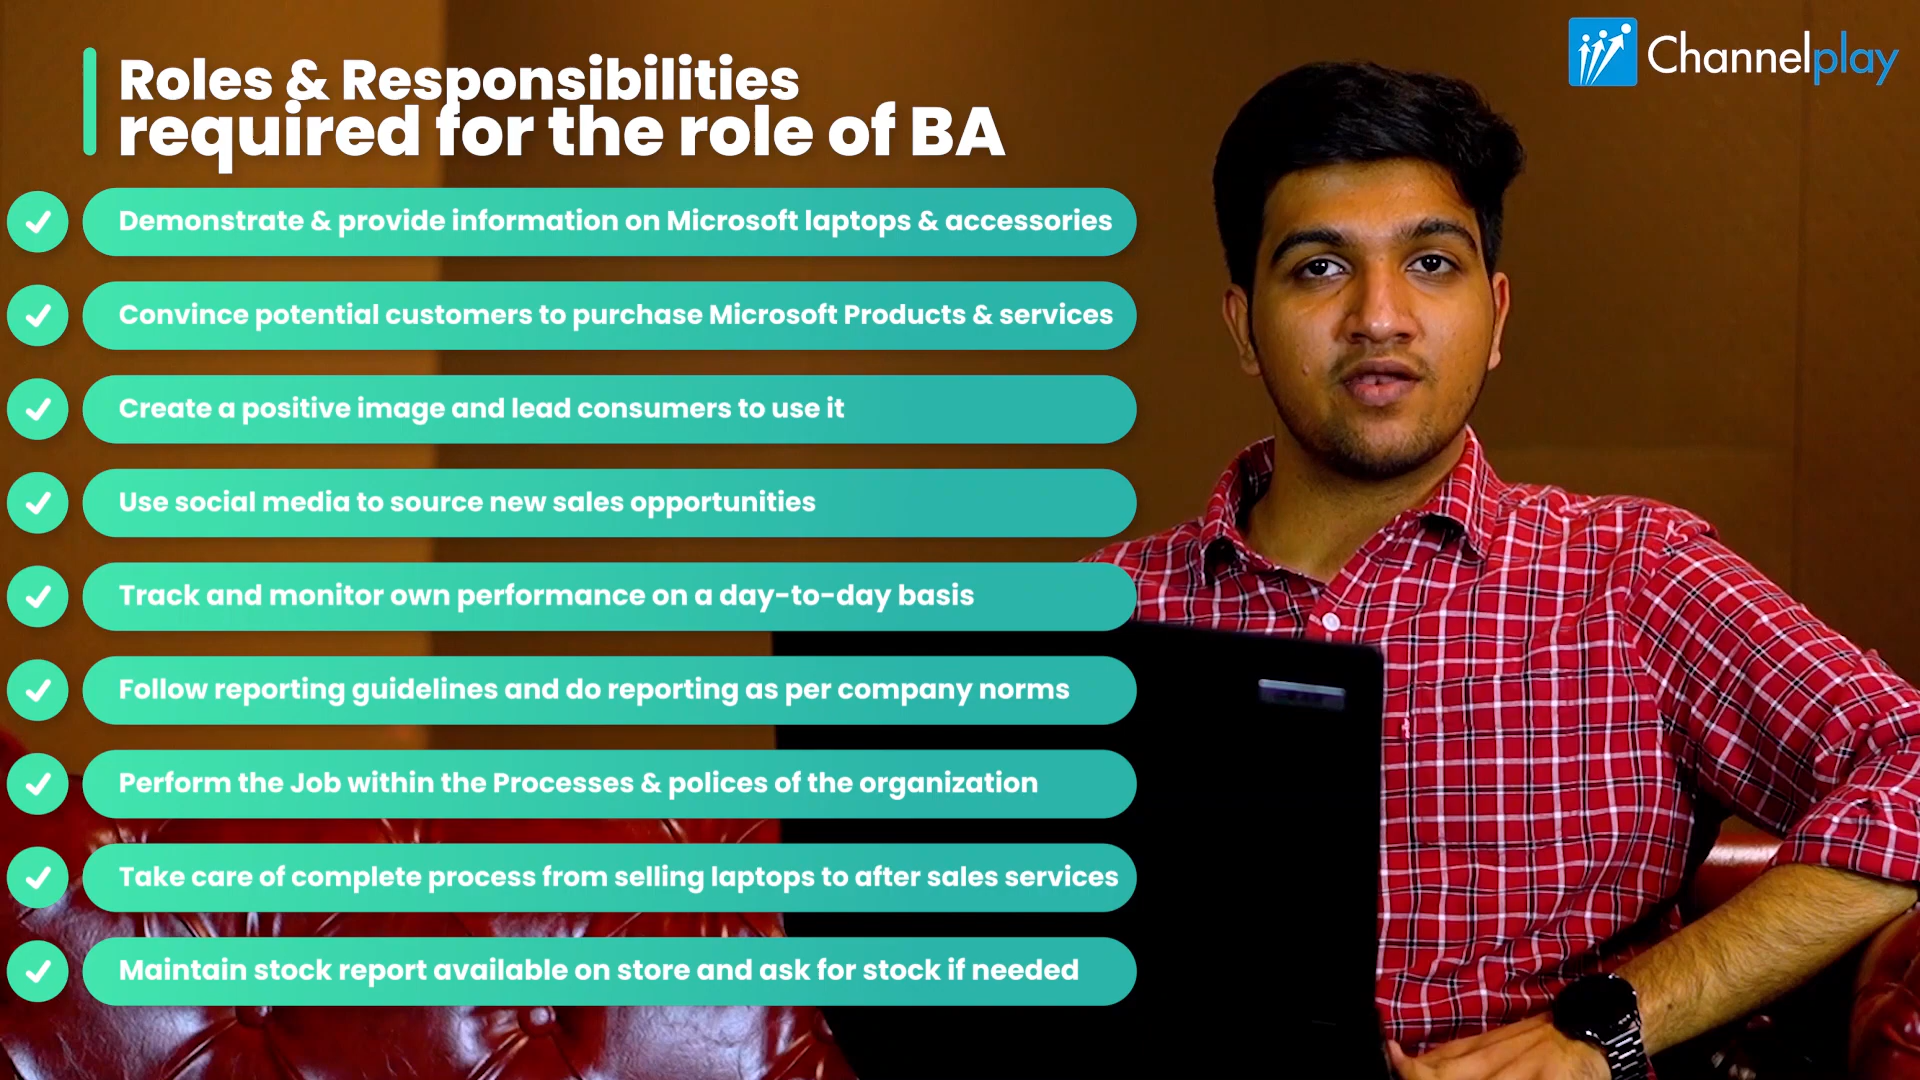 Channelplay
Roles & Responsibilities
required for the role of BA
Demonstrate & provide information on Microsoft laptops & accessories
Convince potential customers to purchase Microsoft Products & services
Create a positive image and lead consumers to use it
Use social media to source new sales opportunities
Track and monitor own performance on a day-to-day basis
Follow reporting guidelines and do reporting as per company norms
Perform the Job within the Processes & polices of the organization
Take care of complete process from selling laptops to after sales services
Maintain stock report available on store and ask for stock if needed